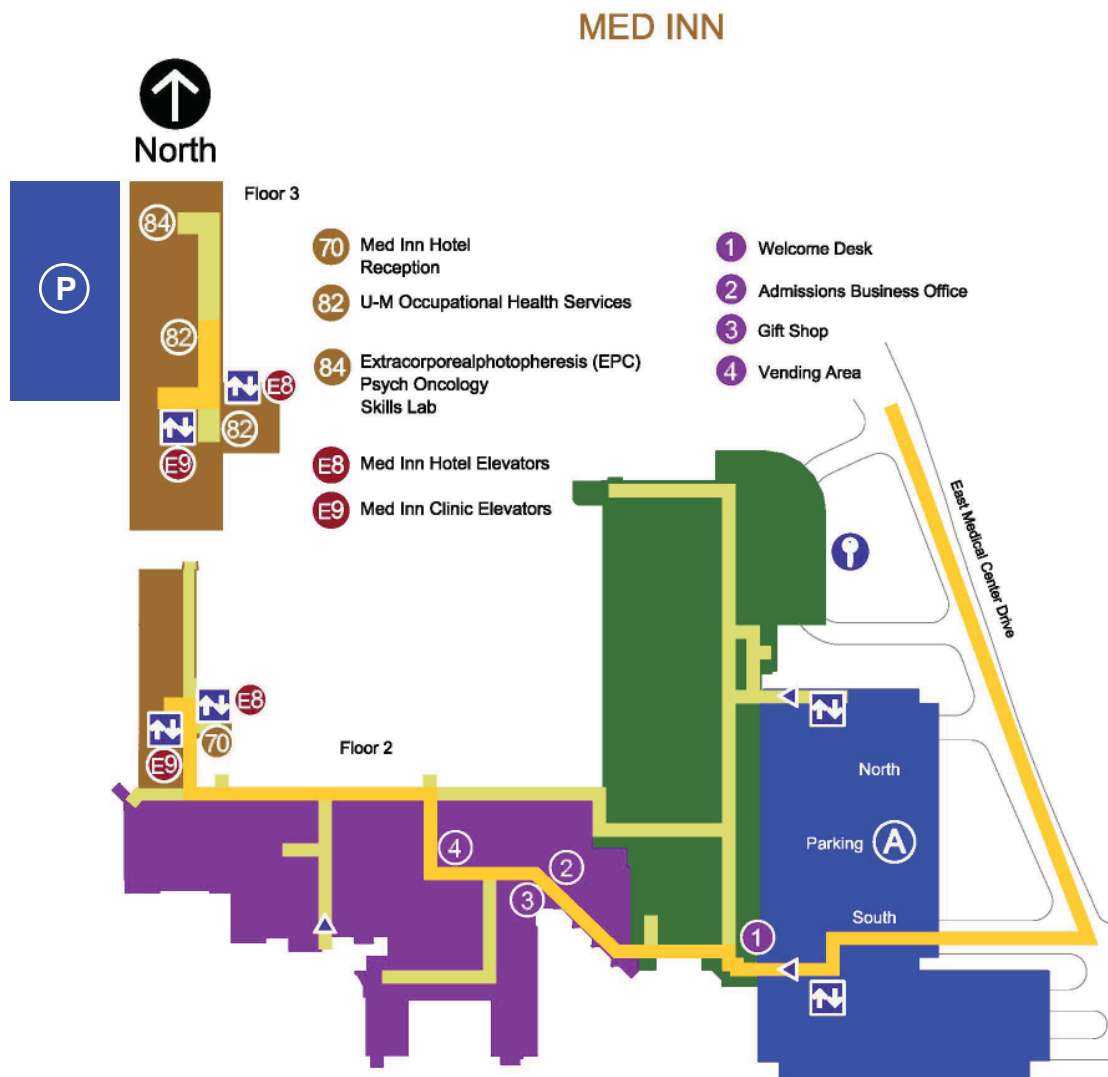 MED INN
North
Floor 3
84
P
82
E8
82
E9
70 Med Inn Hotel
Reception
82 U-M Occupational Health Services
84 Extracorporealphotopheresis (EPC)
Psych Oncology
Skills Lab
E8 Med Inn Hotel Elevators
E9 Med Inn Clinic Elevators
1 Welcome Desk
2 Admissions Business Office
3 Gift Shop
4 Vending Area
East Medical Center Drive
E8
70
E9
Floor 2
North
Parking A
South
4
2
3
1